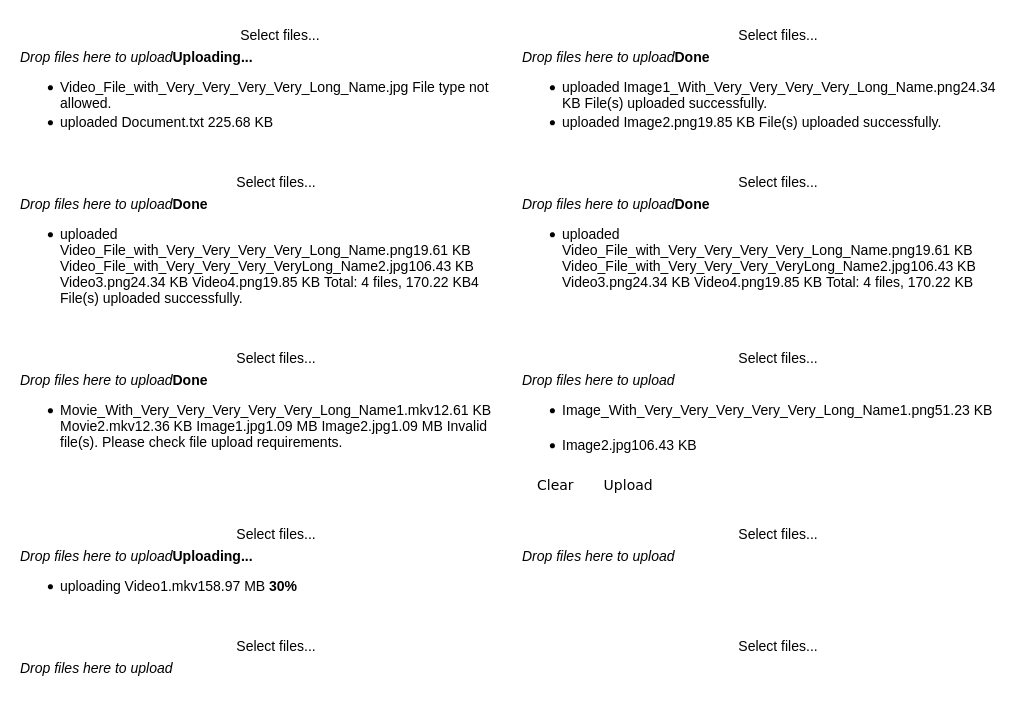 Select files...
Drop files here to uploadUploading...
Video_File_with_Very_Very_Very_Very_Long_Name.jpg File type not
allowed.
uploaded Document.txt 225.68 KB
Select files...
Drop files here to uploadDone
uploaded Image1_With_Very_Very_Very_Very_Long_Name.png24.34
KB File(s) uploaded successfully.
uploaded Image2.png19.85 KB File(s) uploaded successfully.
Select files...
Drop files here to uploadDone
uploaded
Video_File_with_Very_Very_Very_Very_Long_Name.png19.61 KB
Video_File_with_Very_Very_Very_VeryLong_Name2.jpg106.43 KB
Video3.png24.34 KB Video4.png19.85 KB Total: 4 files, 170.22 KB4
File(s) uploaded successfully.
Select files...
Drop files here to uploadDone
uploaded
Video_File_with_Very_Very_Very_Very_Long_Name.png19.61 KB
Video_File_with_Very_Very_Very_VeryLong_Name2.jpg106.43 KB
Video3.png24.34 KB Video4.png19.85 KB Total: 4 files, 170.22 KB
Select files...
Drop files here to uploadDone
Movie_With_Very_Very_Very_Very_Very_Long_Name1.mkv12.61 KB
Movie2.mkv12.36 KB Image1.jpg1.09 MB Image2.jpg1.09 MB Invalid
file(s). Please check file upload requirements.
Select files...
Drop files here to upload
Image_With_Very_Very_Very_Very_Very_Long_Name1.png51.23 KB
Image2.jpg106.43 KB
Clear Upload
Select files...
Drop files here to uploadUploading...
uploading Video1.mkv158.97 MB 30%
Select files...
Drop files here to upload
Select files...
Drop files here to upload
Select files...